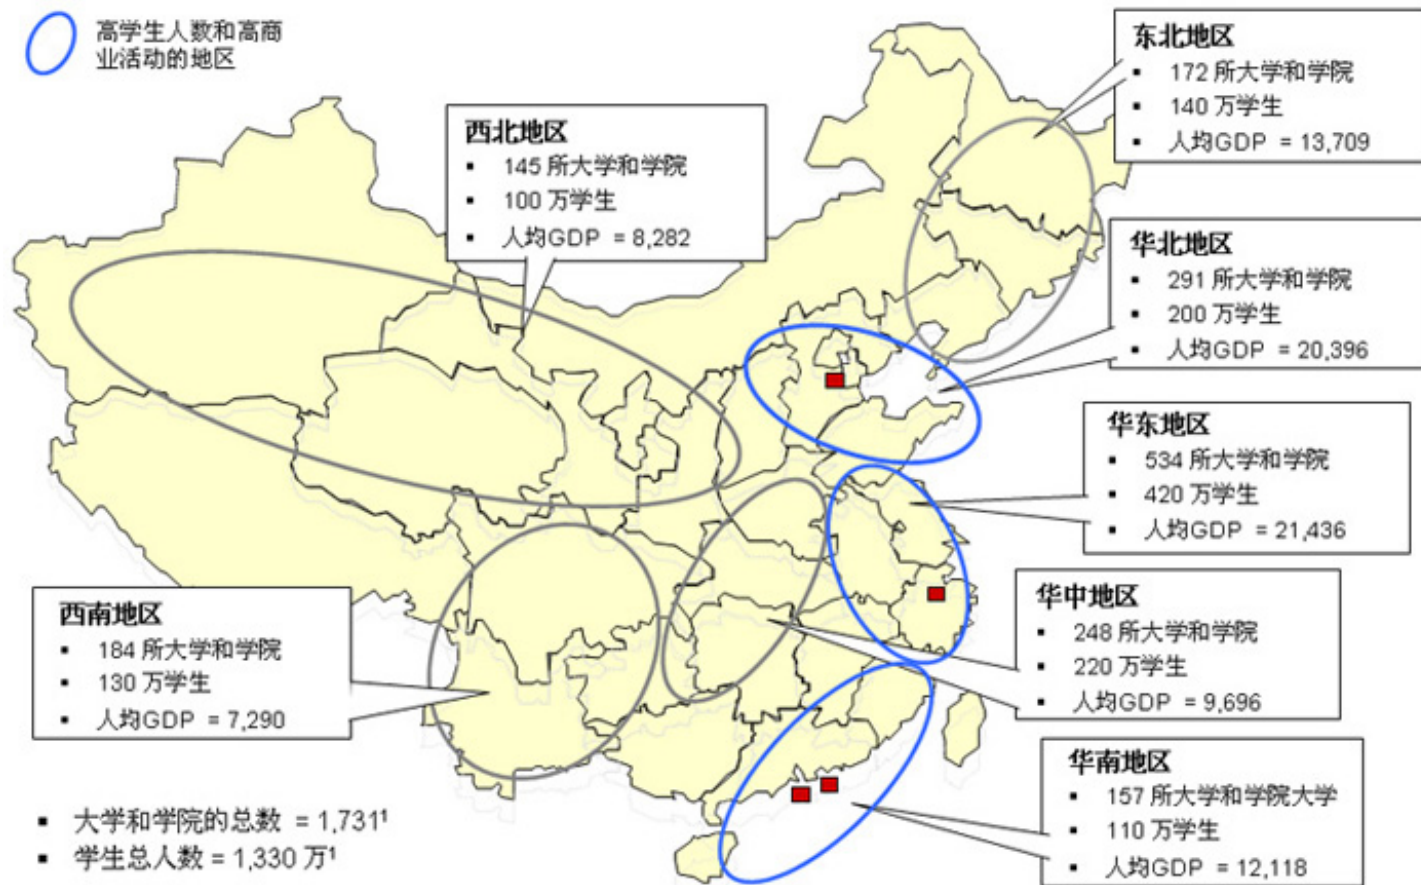 高学生人数和高商
业活动的地区
东北地区
▪ 172 所大学和学院
▪ 140 万学生
▪ 人均GDP = 13,709
西北地区
▪ 145 所大学和学院
▪ 100 万学生
▪ 人均GDP = 8,282
华北地区
▪ 291 所大学和学院
▪ 200 万学生
▪ 人均GDP = 20,396
华东地区
▪ 534 所大学和学院
▪ 420 万学生
▪ 人均GDP = 21,436
华中地区
▪ 248 所大学和学院
▪ 220 万学生
▪ 人均GDP = 9,696
西南地区
▪ 184 所大学和学院
▪ 130 万学生
▪ 人均GDP = 7,290
华南地区
▪ 157 所大学和学院大学
▪ 110 万学生
▪ 人均GDP = 12,118
▪ 大学和学院的总数 = 1,731¹
▪ 学生总人数 = 1,330 万¹